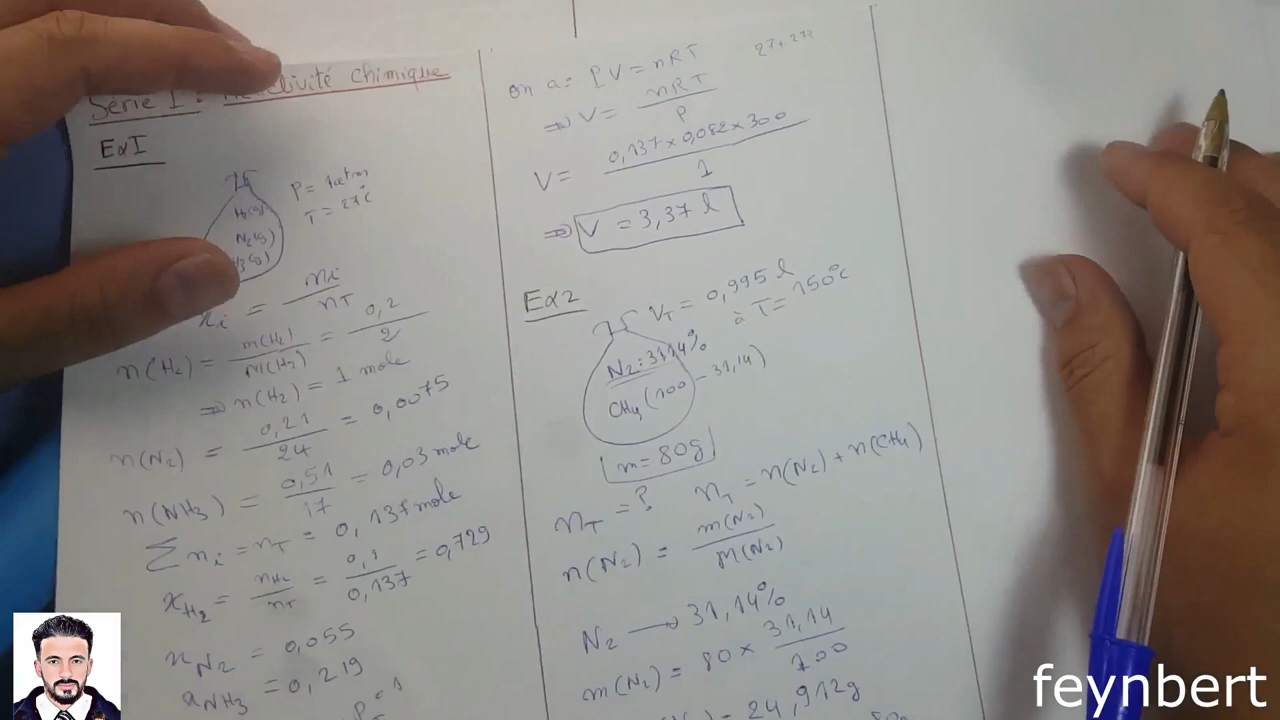 Série I : chimique
Ex I
P = 1atm
T = 27°c
H2(g)
N2(g)
H3(g)
xi = ni / nT
n(H2) = m(H2) / M(H2) = 0,2 / 2
⇒ n(H2) = 1 mole
n(N2) = 0,21 / 24 = 0,0075
n(NH3) = 0,51 / 17 = 0,03 mole
∑ ni = nT = 0,137 mole
xH2 = nH2 / nT = 0,1 / 0,137 = 0,729
xN2 = 0,055
xNH3 = 0,219
on a: PV = nRT
⇒ V = nRT / P
V = 0,137 × 0,082 × 300 / 1
⇒ V = 3,37 l
Ex 2
VT = 0,995 l
à T = 150°c
N2 : 31,14%
CH4 (100 - 31,14)
m = 80g
nT = ? nT = n(N2) + n(CH4)
n(N2) = m(N2) / M(N2)
N2 → 31,14%
m(N2) = 80 × 31,14 / 100
= 24,912g
feynbert